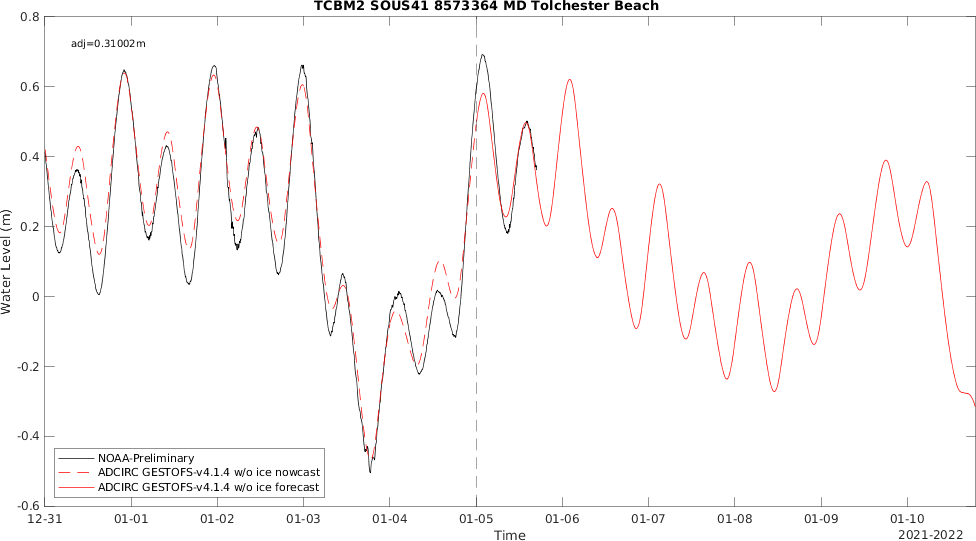 TCBM2 SOUS41 8573364 MD Tolchester Beach
adj=0.31002m
Water Level (m)
0.8
0.6
0.4
0.2
0
-0.2
-0.4
-0.6
NOAA-Preliminary
ADCIRC GESTOFS-v4.1.4 w/o ice nowcast
ADCIRC GESTOFS-v4.1.4 w/o ice forecast
12-31 01-01 01-02 01-03 01-04 01-05 01-06 01-07 01-08 01-09 01-10
Time
2021-2022